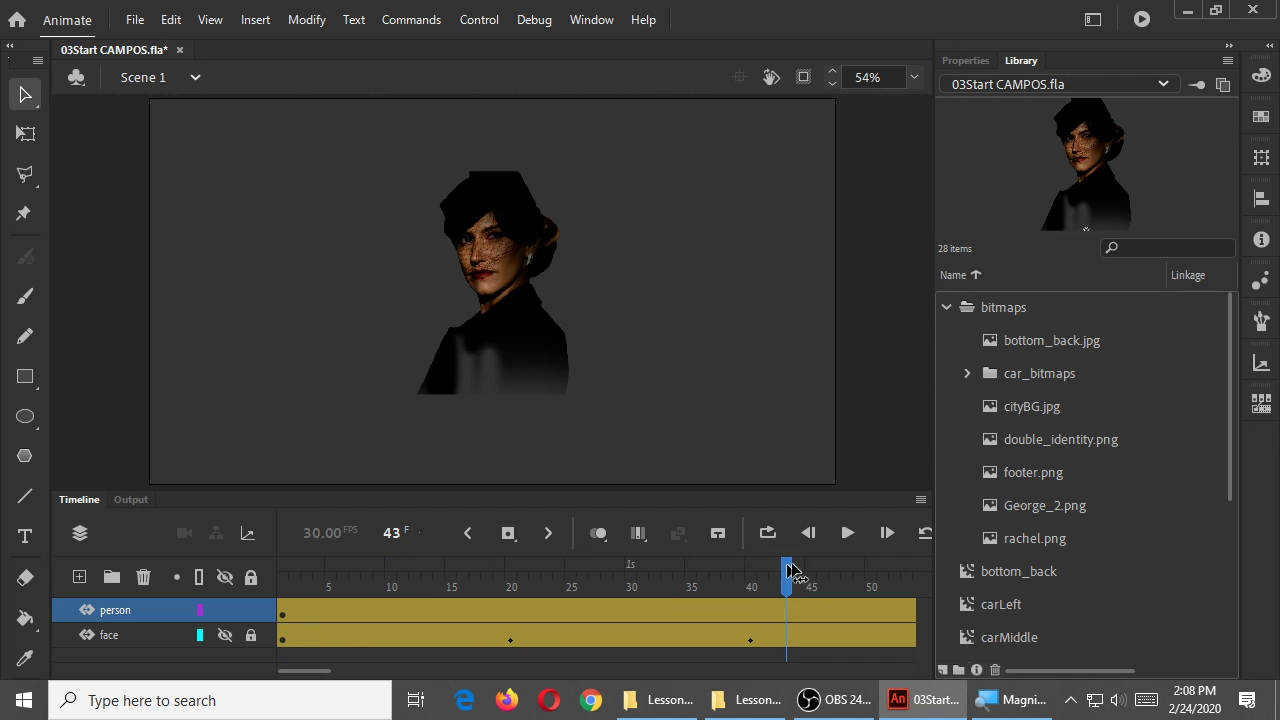 Animate File Edit View Insert Modify Text Commands Control Debug Window Help
03Start CAMPOS.fla* ×
Scene 1 54%
Properties Library
03Start CAMPOS.fla
28 items
Name Linkage
bitmaps
bottom_back.jpg
car_bitmaps
cityBG.jpg
double_identity.png
footer.png
George_2.png
rachel.png
bottom_back
carLeft
carMiddle
Timeline Output
30.00 FPS 43 F
1s
5 10 15 20 25 30 35 40 45 50
person
face
Type here to search Lesson... Lesson... OBS 24... An 03Start... Magni...
2:08 PM
2/24/2020